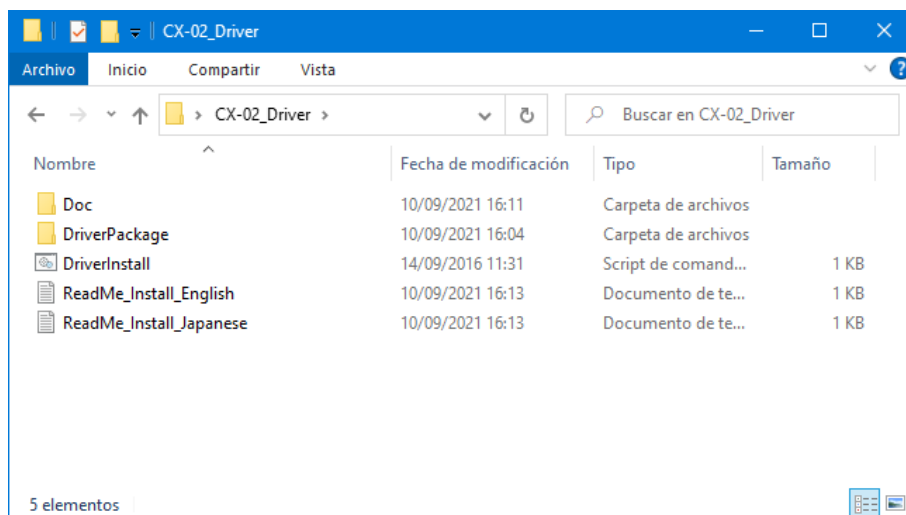 CX-02_Driver
Archivo Inicio Compartir Vista
CX-02_Driver Buscar en CX-02_Driver
Nombre Fecha de modificación Tipo Tamaño
Doc 10/09/2021 16:11 Carpeta de archivos
DriverPackage 10/09/2021 16:04 Carpeta de archivos
DriverInstall 14/09/2016 11:31 Script de comand... 1 KB
ReadMe_Install_English 10/09/2021 16:13 Documento de te... 1 KB
ReadMe_Install_Japanese 10/09/2021 16:13 Documento de te... 1 KB
5 elementos